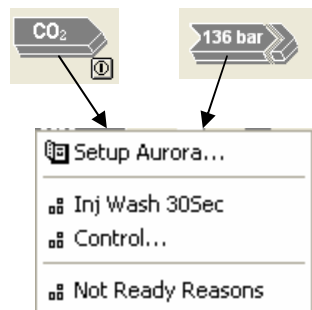 CO₂
136 bar
Setup Aurora...
Inj Wash 30Sec
Control...
Not Ready Reasons